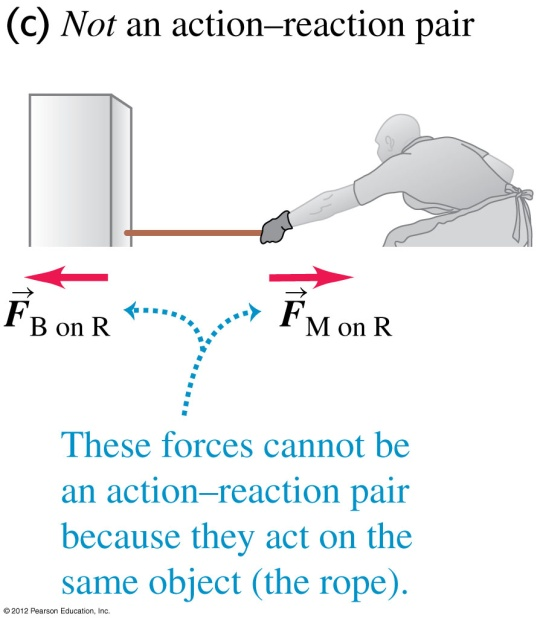 (c) Not an action–reaction pair
F B on R
F M on R
These forces cannot be
an action–reaction pair
because they act on the
same object (the rope).
© 2012 Pearson Education, Inc.